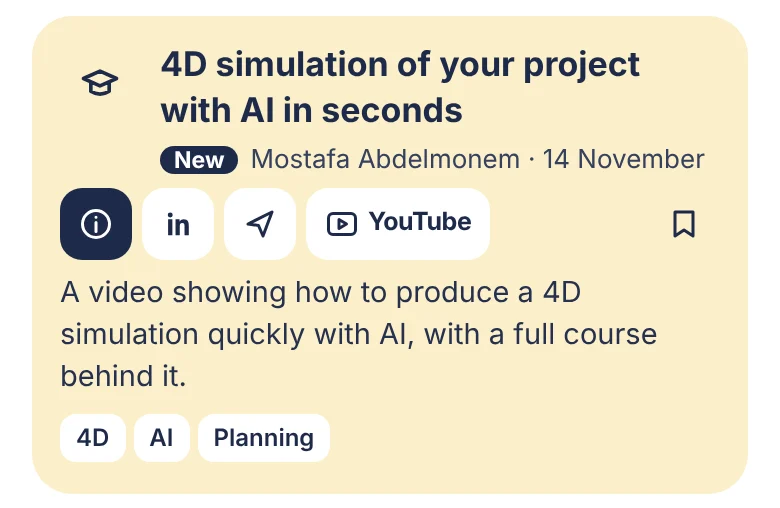 4D simulation of your project
with AI in seconds
New Mostafa Abdelmonem · 14 November
in YouTube
A video showing how to produce a 4D
simulation quickly with AI, with a full course
behind it.
4D AI Planning